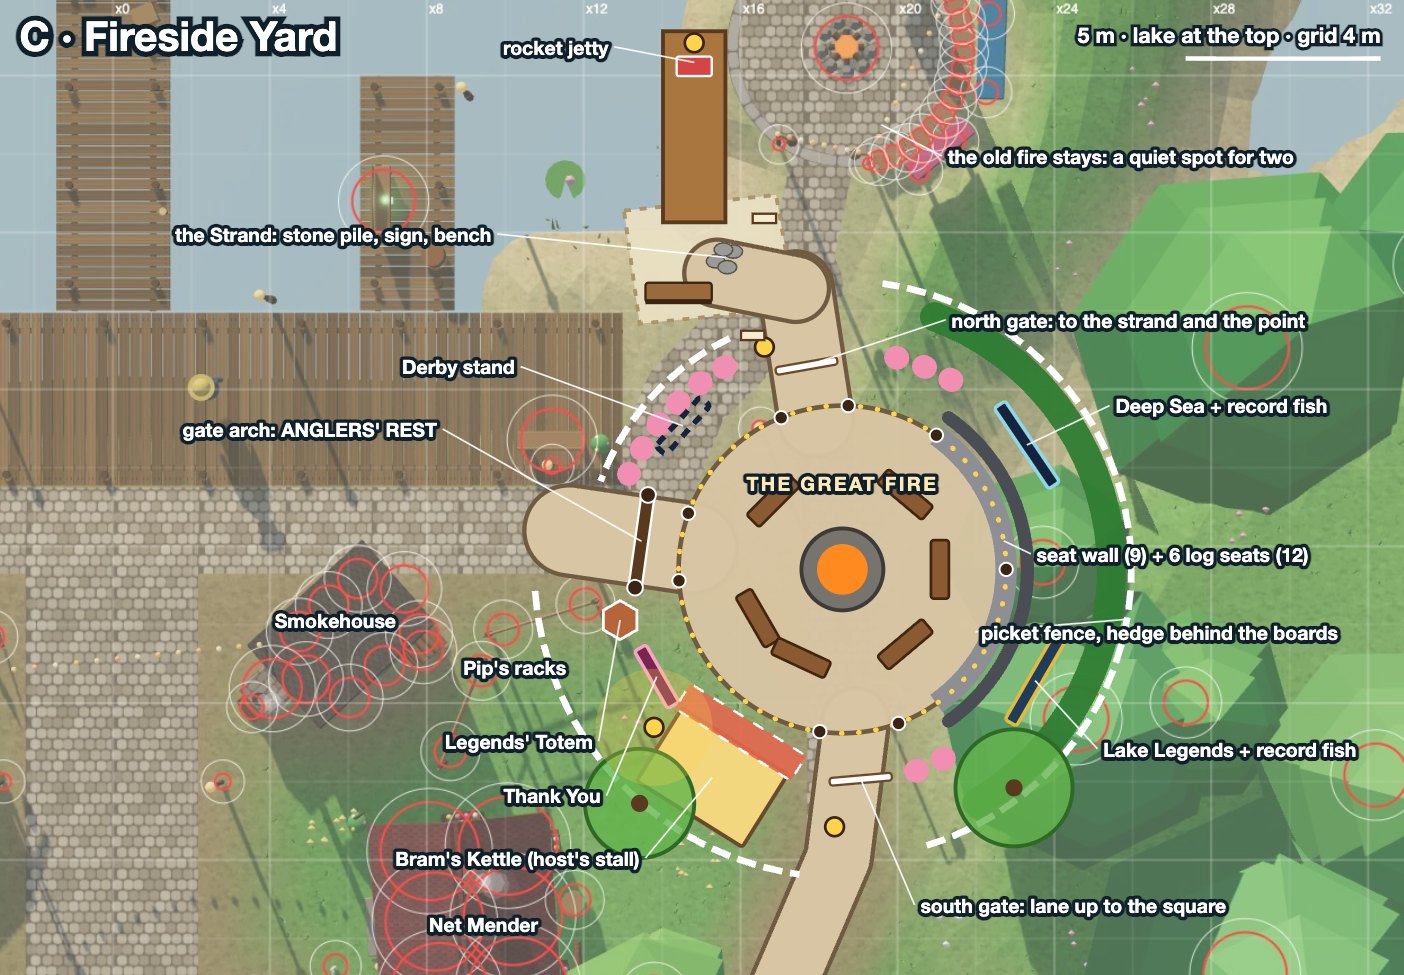 x0
x4
x8
x12
x16
x20
x24
x28
x32
C · Fireside Yard
5 m · lake at the top · grid 4 m
rocket jetty
the old fire stays: a quiet spot for two
the Strand: stone pile, sign, bench
north gate: to the strand and the point
Derby stand
Deep Sea + record fish
gate arch: ANGLERS' REST
THE GREAT FIRE
seat wall (9) + 6 log seats (12)
Smokehouse
picket fence, hedge behind the boards
Pip's racks
Legends' Totem
Lake Legends + record fish
Thank You
Bram's Kettle (host's stall)
south gate: lane up to the square
Net Mender